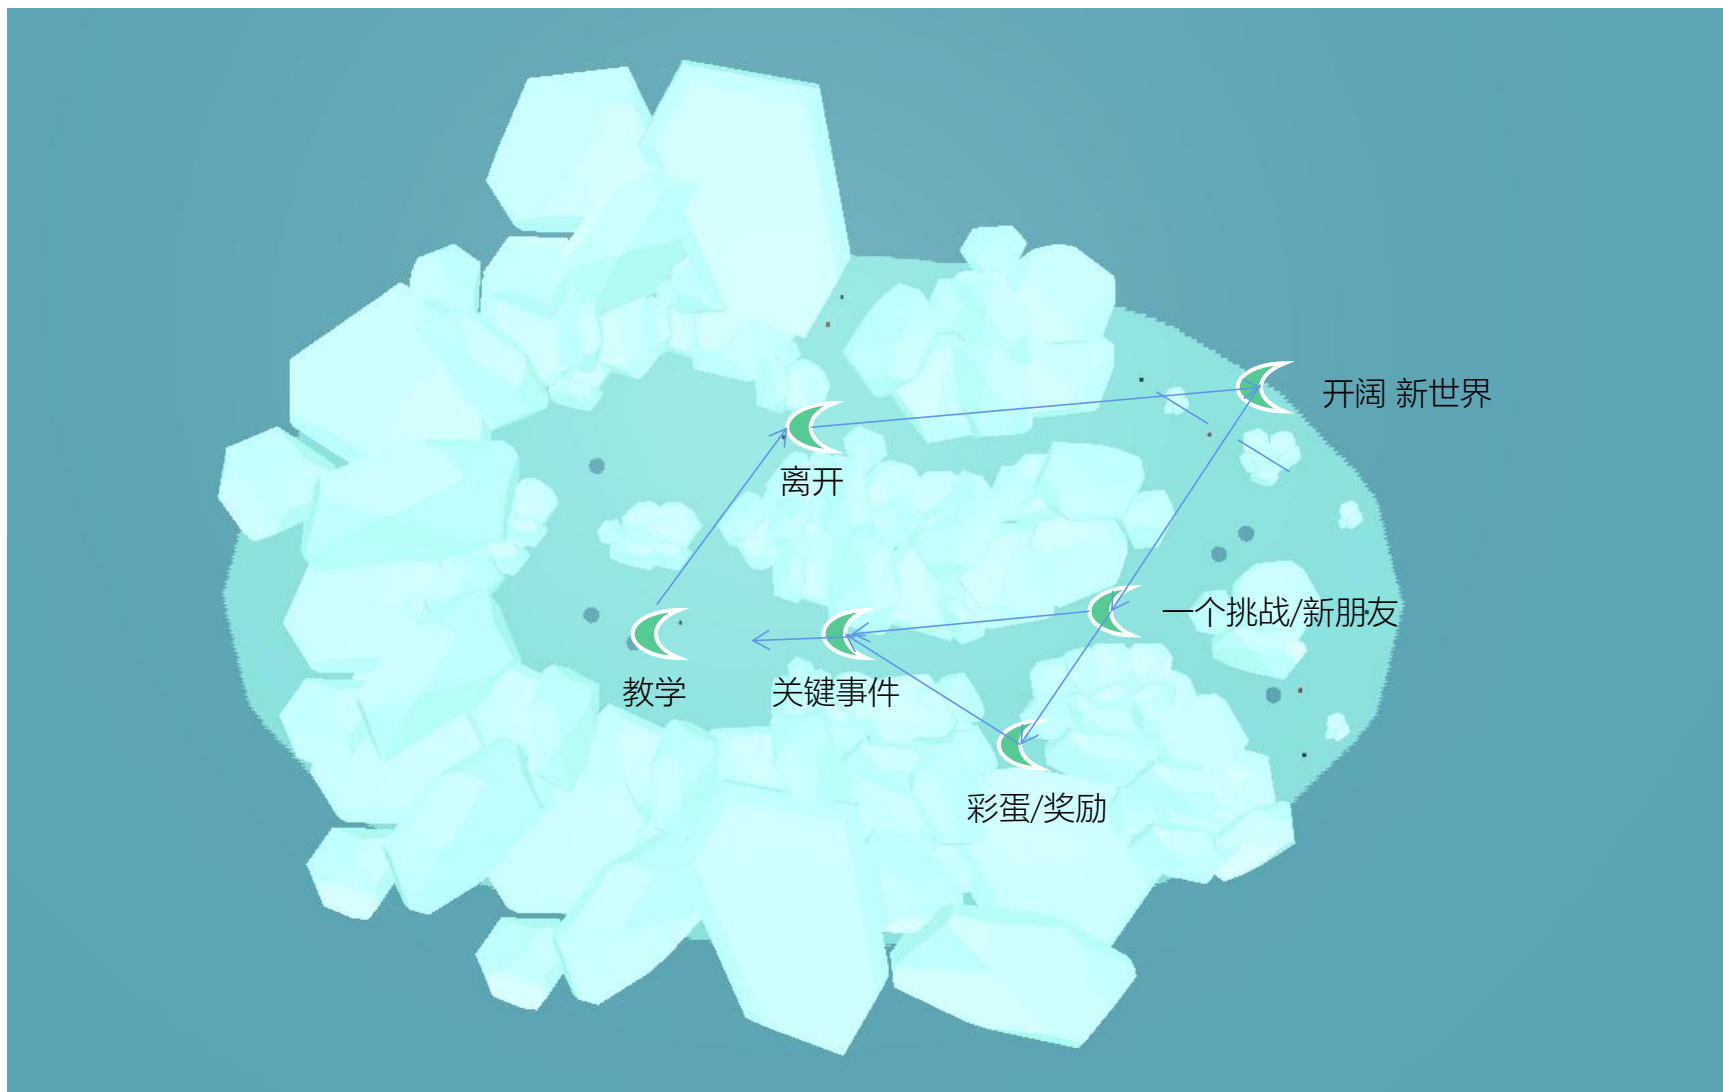 开阔 新世界
离开
一个挑战/新朋友
教学
关键事件
彩蛋/奖励